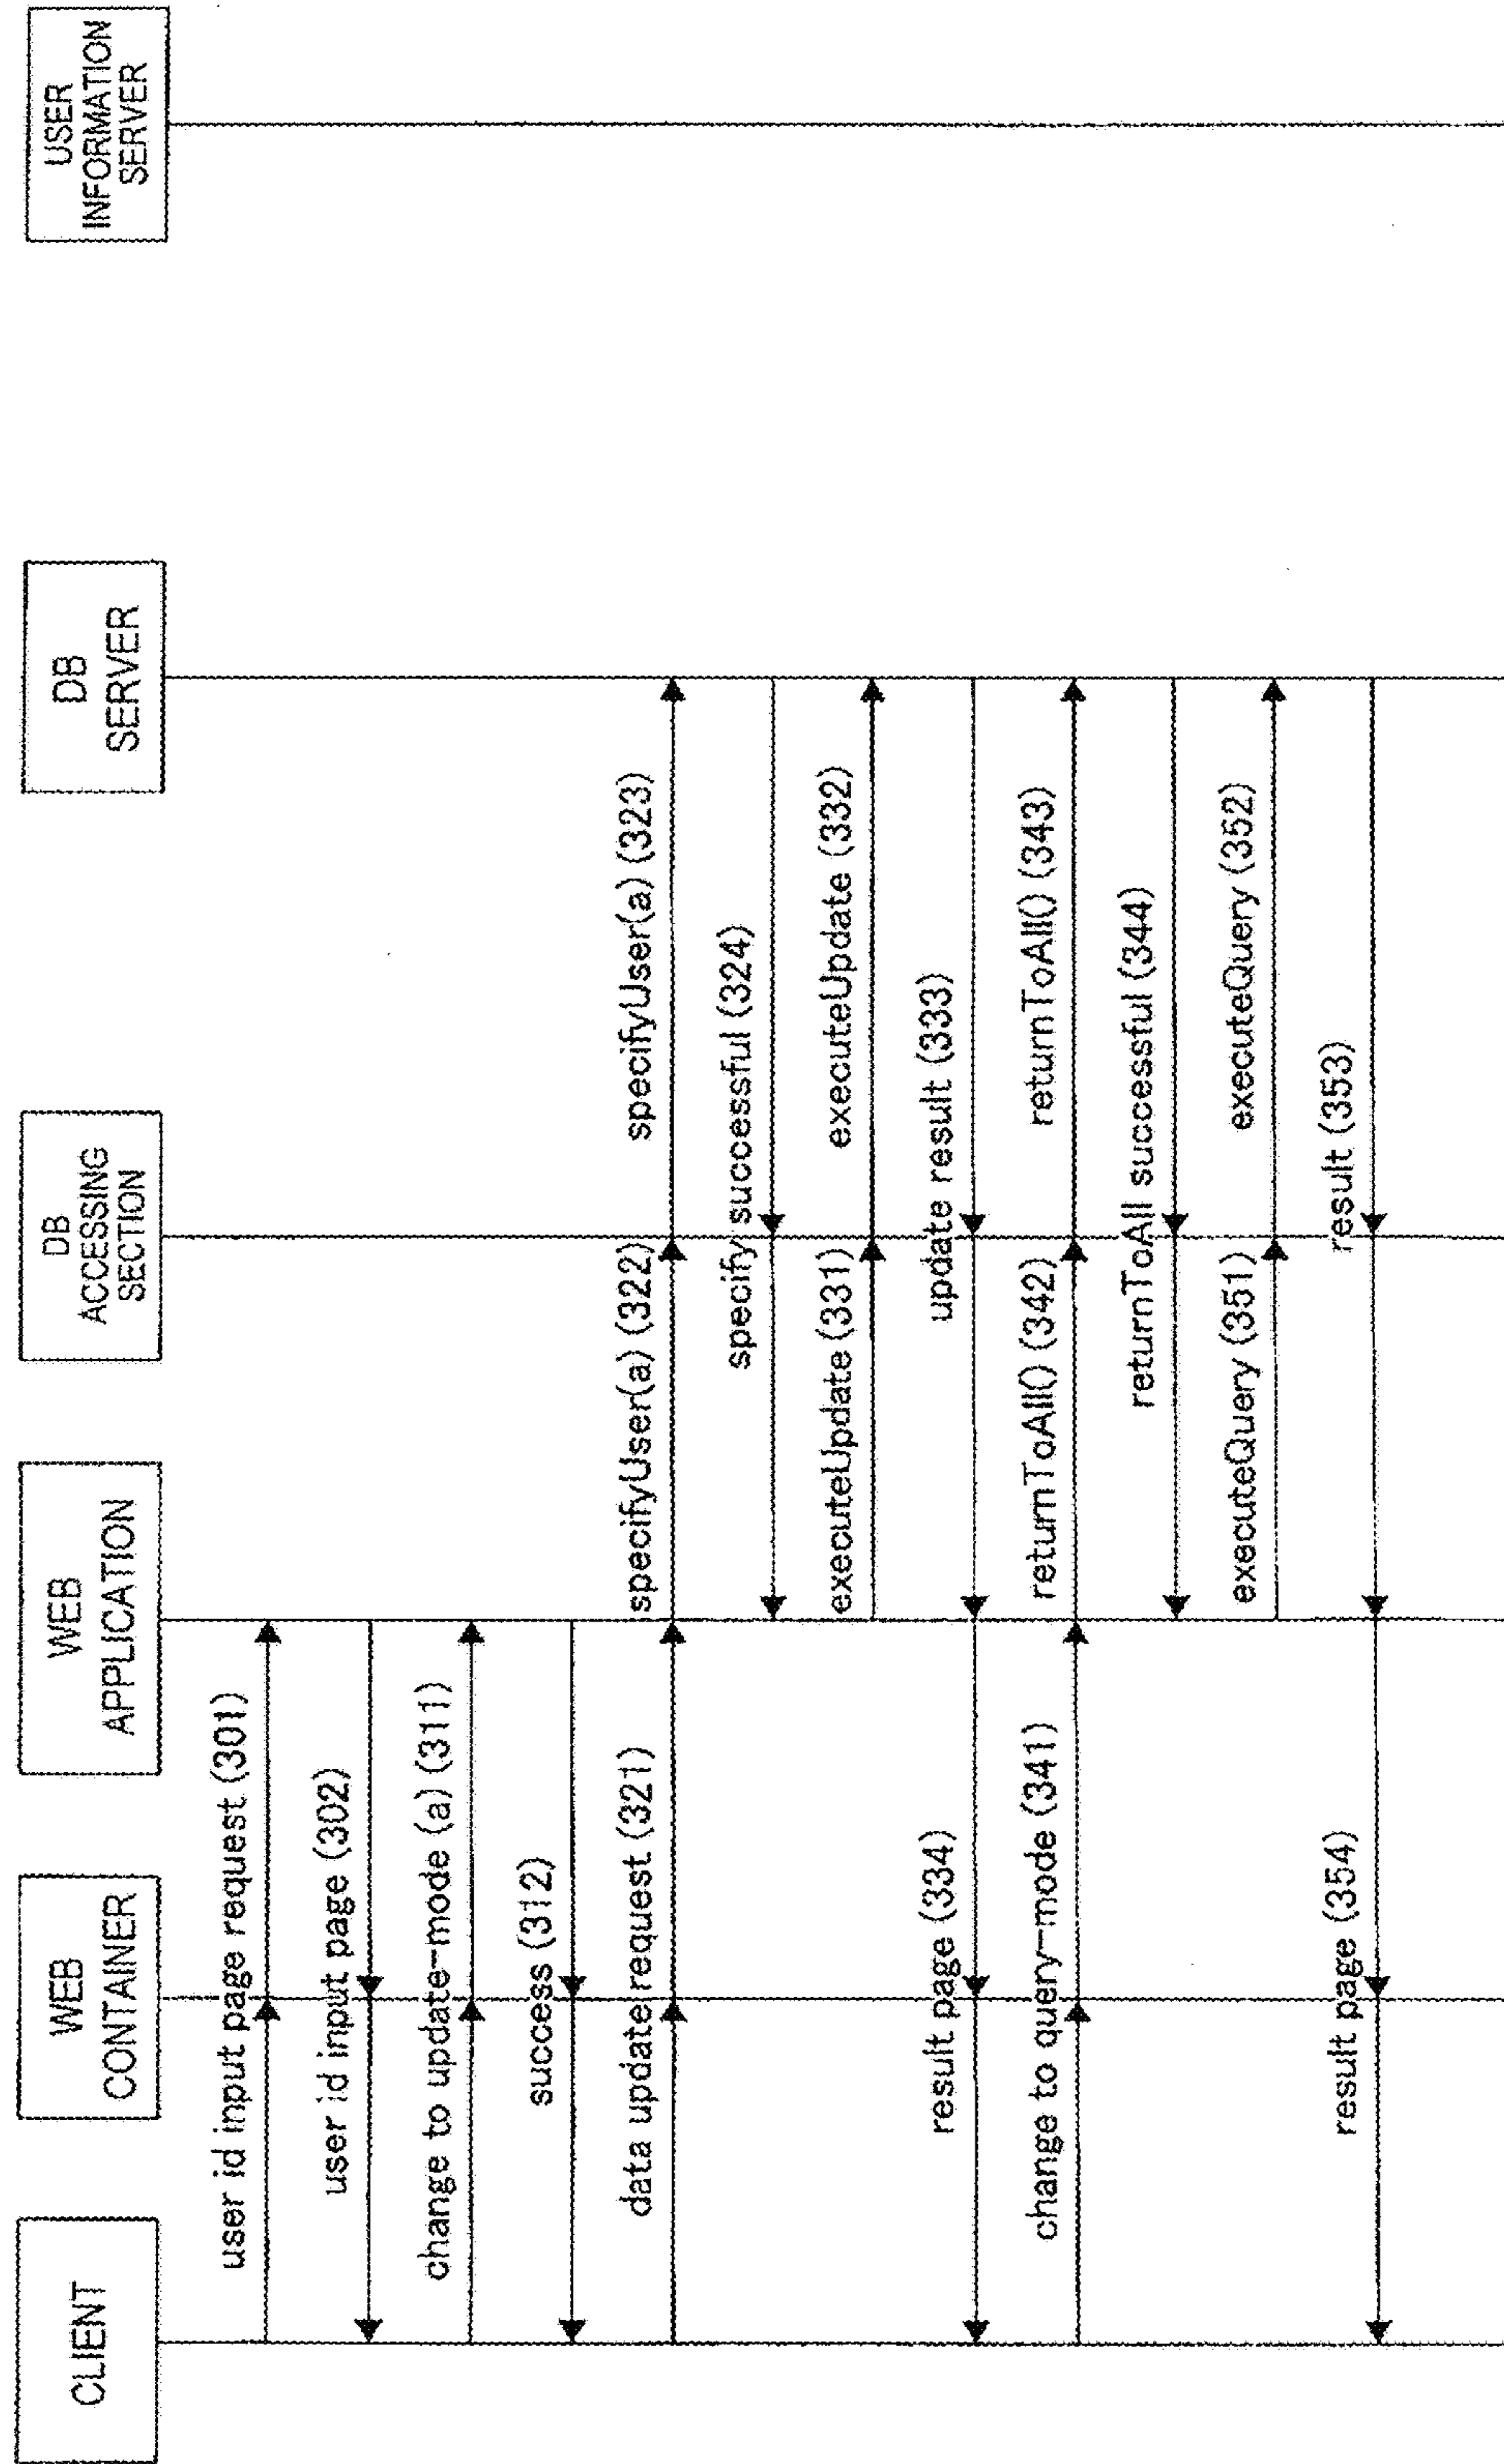 CLIENT
WEB
CONTAINER
WEB
APPLICATION
DB
ACCESSING
SECTION
DB
SERVER
USER
INFORMATION
SERVER
user id input page request (301)
user id input page (302)
change to update-mode (a) (311)
success (312)
data update request (321)
specifyUser(a) (322)
specifyUser(a) (323)
specify successful (324)
executeUpdate (331)
executeUpdate (332)
update result (333)
result page (334)
change to query-mode (341)
returnToAll() (342)
returnToAll() (343)
returnToAll successful (344)
executeQuery (351)
executeQuery (352)
result (353)
result page (354)